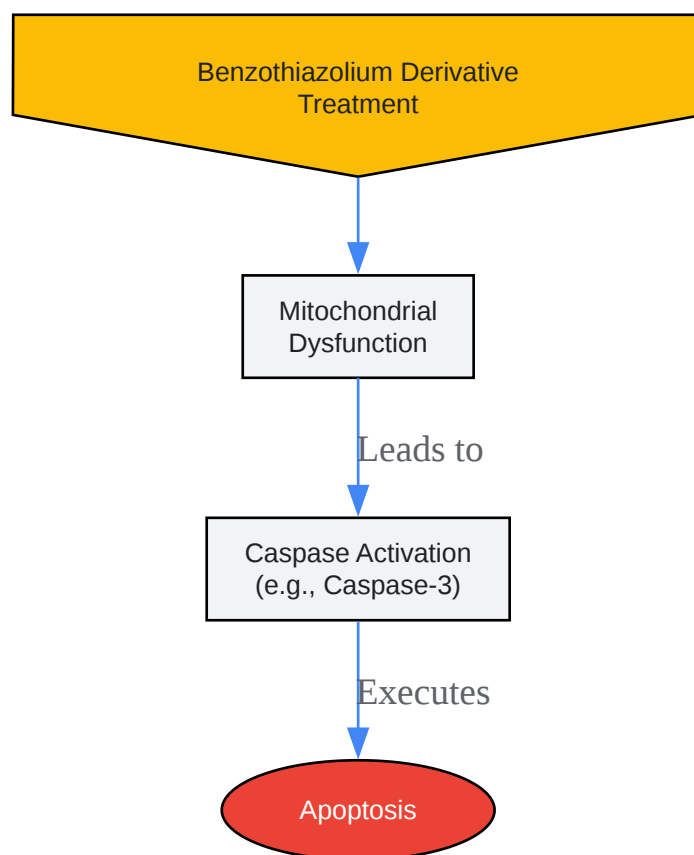 Benzothiazolium Derivative
Treatment
Mitochondrial
Dysfunction
Leads to
Caspase Activation
(e.g., Caspase-3)
Executes
Apoptosis